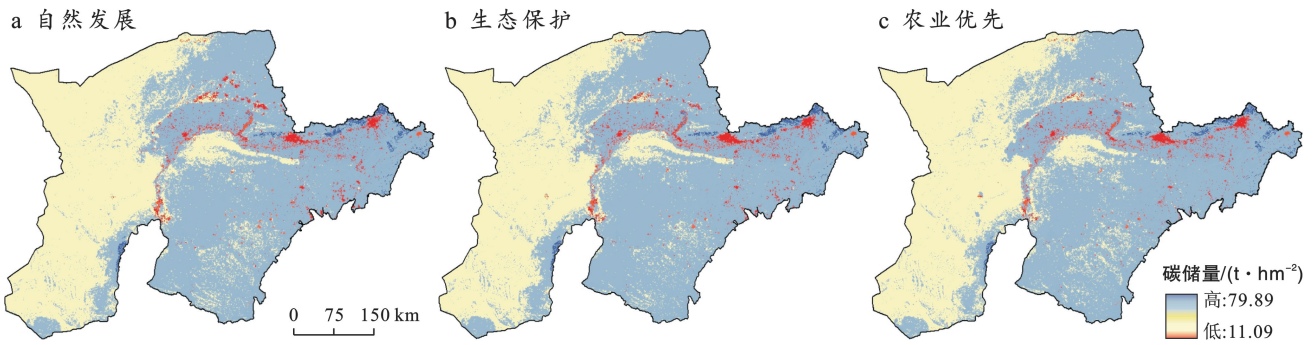 a 自然发展
b 生态保护
c 农业优先
碳储量/(t·hm⁻²)
高:79.89
低:11.09
0 75 150 km